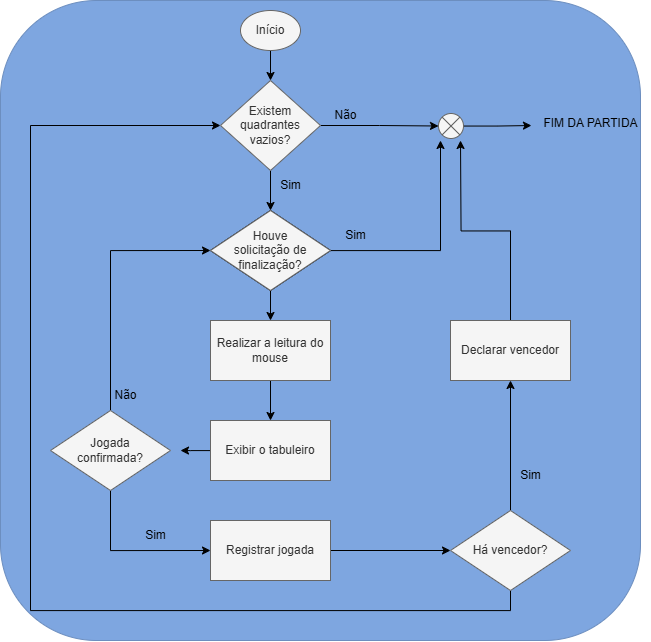 Início
Existem
quadrantes
vazios?
Não
FIM DA PARTIDA
Sim
Houve
solicitação de
finalização?
Sim
Realizar a leitura do
mouse
Declarar vencedor
Não
Jogada
confirmada?
Exibir o tabuleiro
Sim
Sim
Registrar jogada
Há vencedor?